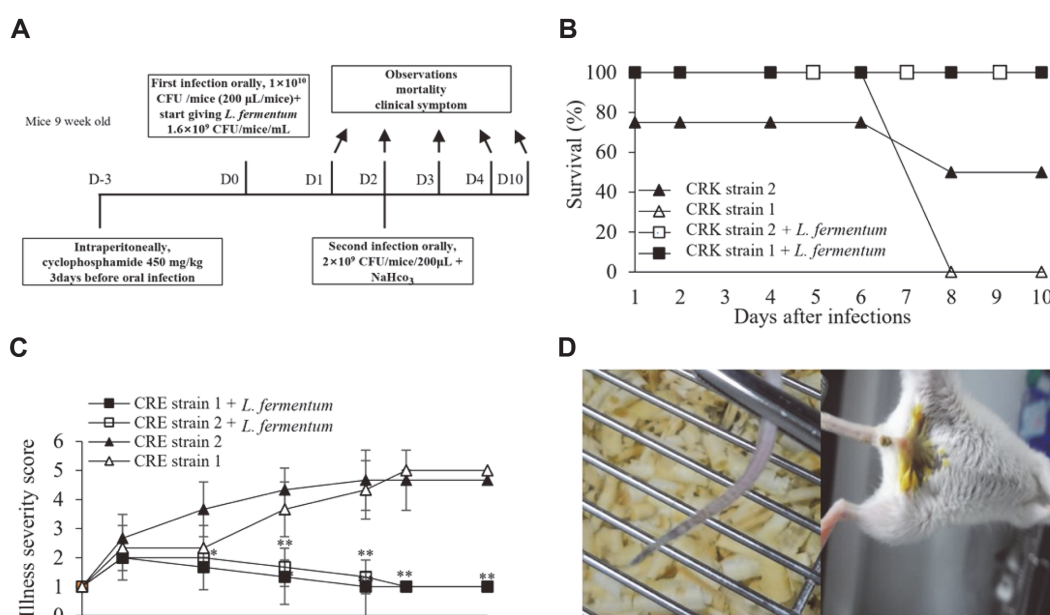 A
Mice 9 week old
First infection orally, 1×10¹⁰
CFU /mice (200 µL/mice)+
start giving L. fermentum
1.6×10⁹ CFU/mice/mL
Observations
mortality
clinical symptom
D-3 D0 D1 D2 D3 D4 D10
Intraperitoneally,
cyclophosphamide 450 mg/kg
3days before oral infection
Second infection orally,
2×10⁹ CFU/mice/200µL +
NaHco₃
B
Survival (%)
100
80
60
40
20
0
CRK strain 2
CRK strain 1
CRK strain 2 + L. fermentum
CRK strain 1 + L. fermentum
1 2 3 4 5 6 7 8 9 10
Days after infections
C
CRE strain 1 + L. fermentum
CRE strain 2 + L. fermentum
CRE strain 2
CRE strain 1
Illness severity score
6
5
4
3
2
1
0
* ** ** ** **
D